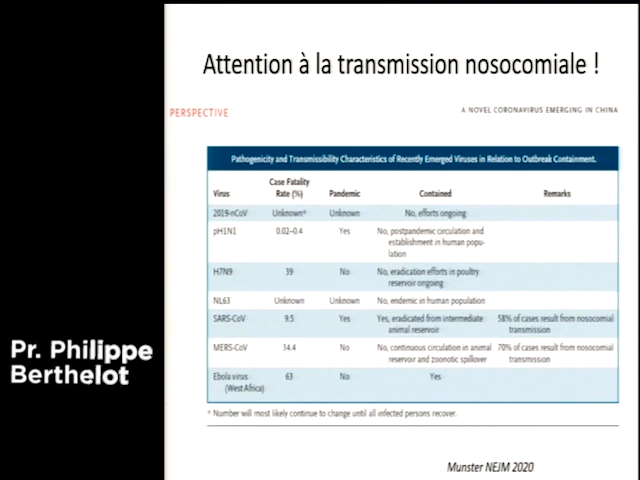 Attention à la transmission nosocomiale !
PERSPECTIVE
A NOVEL CORONAVIRUS EMERGING IN CHINA
Pathogenicity and Transmissibility Characteristics of Recently Emerged Viruses in Relation to Outbreak Containment.
Virus Case Fatality Rate (%) Pandemic Contained Remarks
2019-nCoV Unknown* Unknown No, efforts ongoing
pH1N1 0.02–0.4 Yes No, postpandemic circulation and
establishment in human popu-
lation
H7N9 39 No No, eradication efforts in poultry
reservoir ongoing
NL63 Unknown Unknown No, endemic in human population
SARS-CoV 9.5 Yes Yes, eradicated from intermediate 58% of cases result from nosocomial
animal reservoir transmission
MERS-CoV 34.4 No No, continuous circulation in animal 70% of cases result from nosocomial
reservoir and zoonotic spillover transmission
Ebola virus 63 No Yes
(West Africa)
* Number will most likely continue to change until all infected persons recover.
Munster NEJM 2020
Pr. Philippe
Berthelot